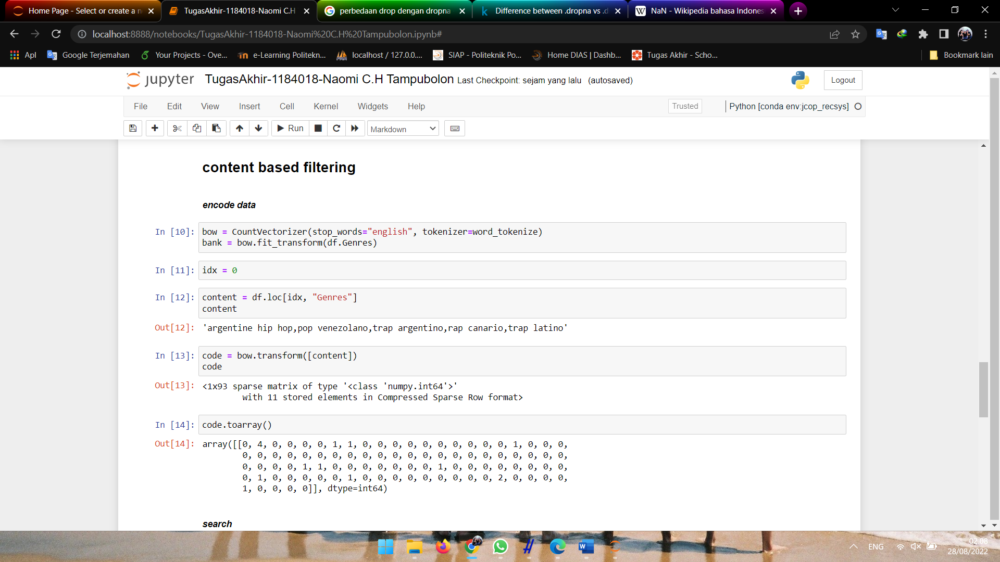 Home Page - Select or create a n
TugasAkhir-1184018-Naomi C.H
perbedaan drop dengan dropna
Difference between .dropna vs .d
NaN - Wikipedia bahasa Indones
localhost:8888/notebooks/TugasAkhir-1184018-Naomi%20C.H%20Tampubolon.ipynb#
Apl
Google Terjemahan
Your Projects - Ove...
e-Learning Politekn...
localhost / 127.0.0....
SIAP - Politeknik Po...
Home DIAS | Dashb...
Tugas Akhir - Scho...
Bookmark lain
jupyter TugasAkhir-1184018-Naomi C.H Tampubolon Last Checkpoint: sejam yang lalu (autosaved)
Logout
File Edit View Insert Cell Kernel Widgets Help
Trusted
Python [conda env:jcop_recsys]
Run
Markdown
content based filtering
encode data
In [10]: bow = CountVectorizer(stop_words="english", tokenizer=word_tokenize)
bank = bow.fit_transform(df.Genres)
In [11]: idx = 0
In [12]: content = df.loc[idx, "Genres"]
content
Out[12]: 'argentine hip hop,pop venezolano,trap argentino,rap canario,trap latino'
In [13]: code = bow.transform([content])
code
Out[13]: <1x93 sparse matrix of type '<class 'numpy.int64'>'
with 11 stored elements in Compressed Sparse Row format>
In [14]: code.toarray()
Out[14]: array([[0, 4, 0, 0, 0, 0, 1, 1, 0, 0, 0, 0, 0, 0, 0, 0, 0, 0, 1, 0, 0, 0,
0, 0, 0, 0, 0, 0, 0, 0, 0, 0, 0, 0, 0, 0, 0, 0, 0, 0, 0, 0, 0, 0,
0, 0, 0, 0, 1, 1, 0, 0, 0, 0, 0, 0, 0, 1, 0, 0, 0, 0, 0, 0, 0, 0,
0, 1, 0, 0, 0, 0, 0, 1, 0, 0, 0, 0, 0, 0, 0, 0, 0, 2, 0, 0, 0, 0,
1, 0, 0, 0, 0]], dtype=int64)
search
ENG
02.08
28/08/2022